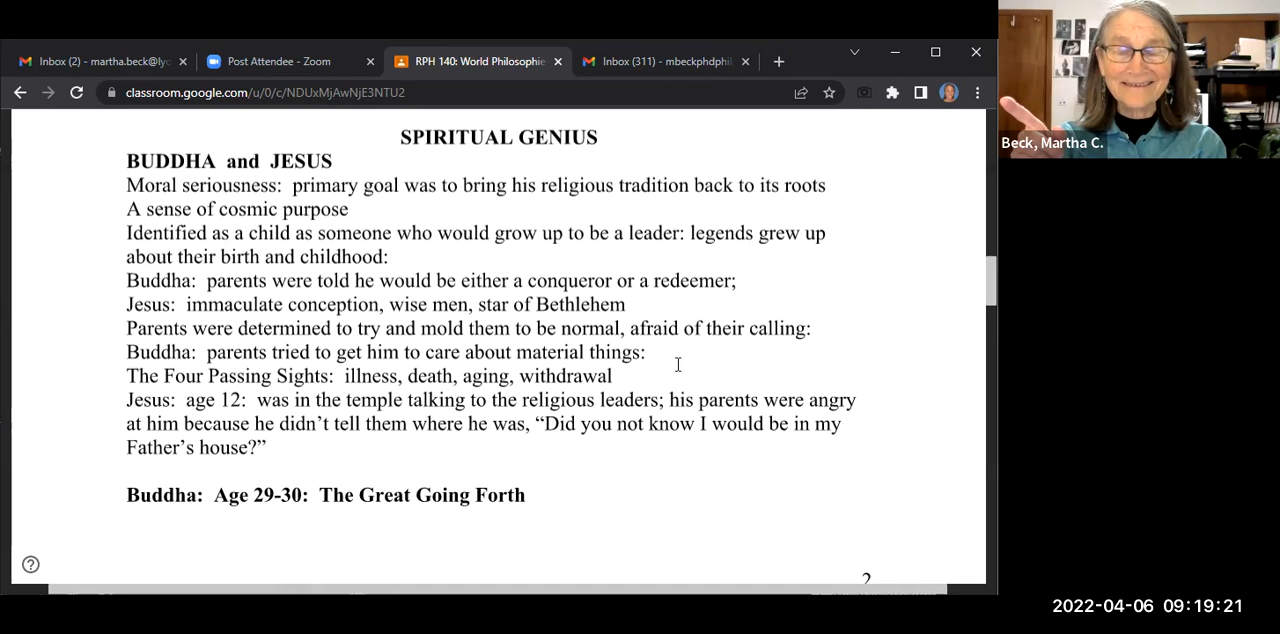 Inbox (2) - martha.beck@lyc
Post Attendee - Zoom
RPH 140: World Philosophie
Inbox (311) - mbeckphdphil
classroom.google.com/u/0/c/NDUxMjAwNjE3NTU2
Beck, Martha C.
SPIRITUAL GENIUS
BUDDHA and JESUS
Moral seriousness: primary goal was to bring his religious tradition back to its roots
A sense of cosmic purpose
Identified as a child as someone who would grow up to be a leader: legends grew up
about their birth and childhood:
Buddha: parents were told he would be either a conqueror or a redeemer;
Jesus: immaculate conception, wise men, star of Bethlehem
Parents were determined to try and mold them to be normal, afraid of their calling:
Buddha: parents tried to get him to care about material things:
The Four Passing Sights: illness, death, aging, withdrawal
Jesus: age 12: was in the temple talking to the religious leaders; his parents were angry
at him because he didn’t tell them where he was, “Did you not know I would be in my
Father’s house?”
Buddha: Age 29-30: The Great Going Forth
2
2022-04-06 09:19:21